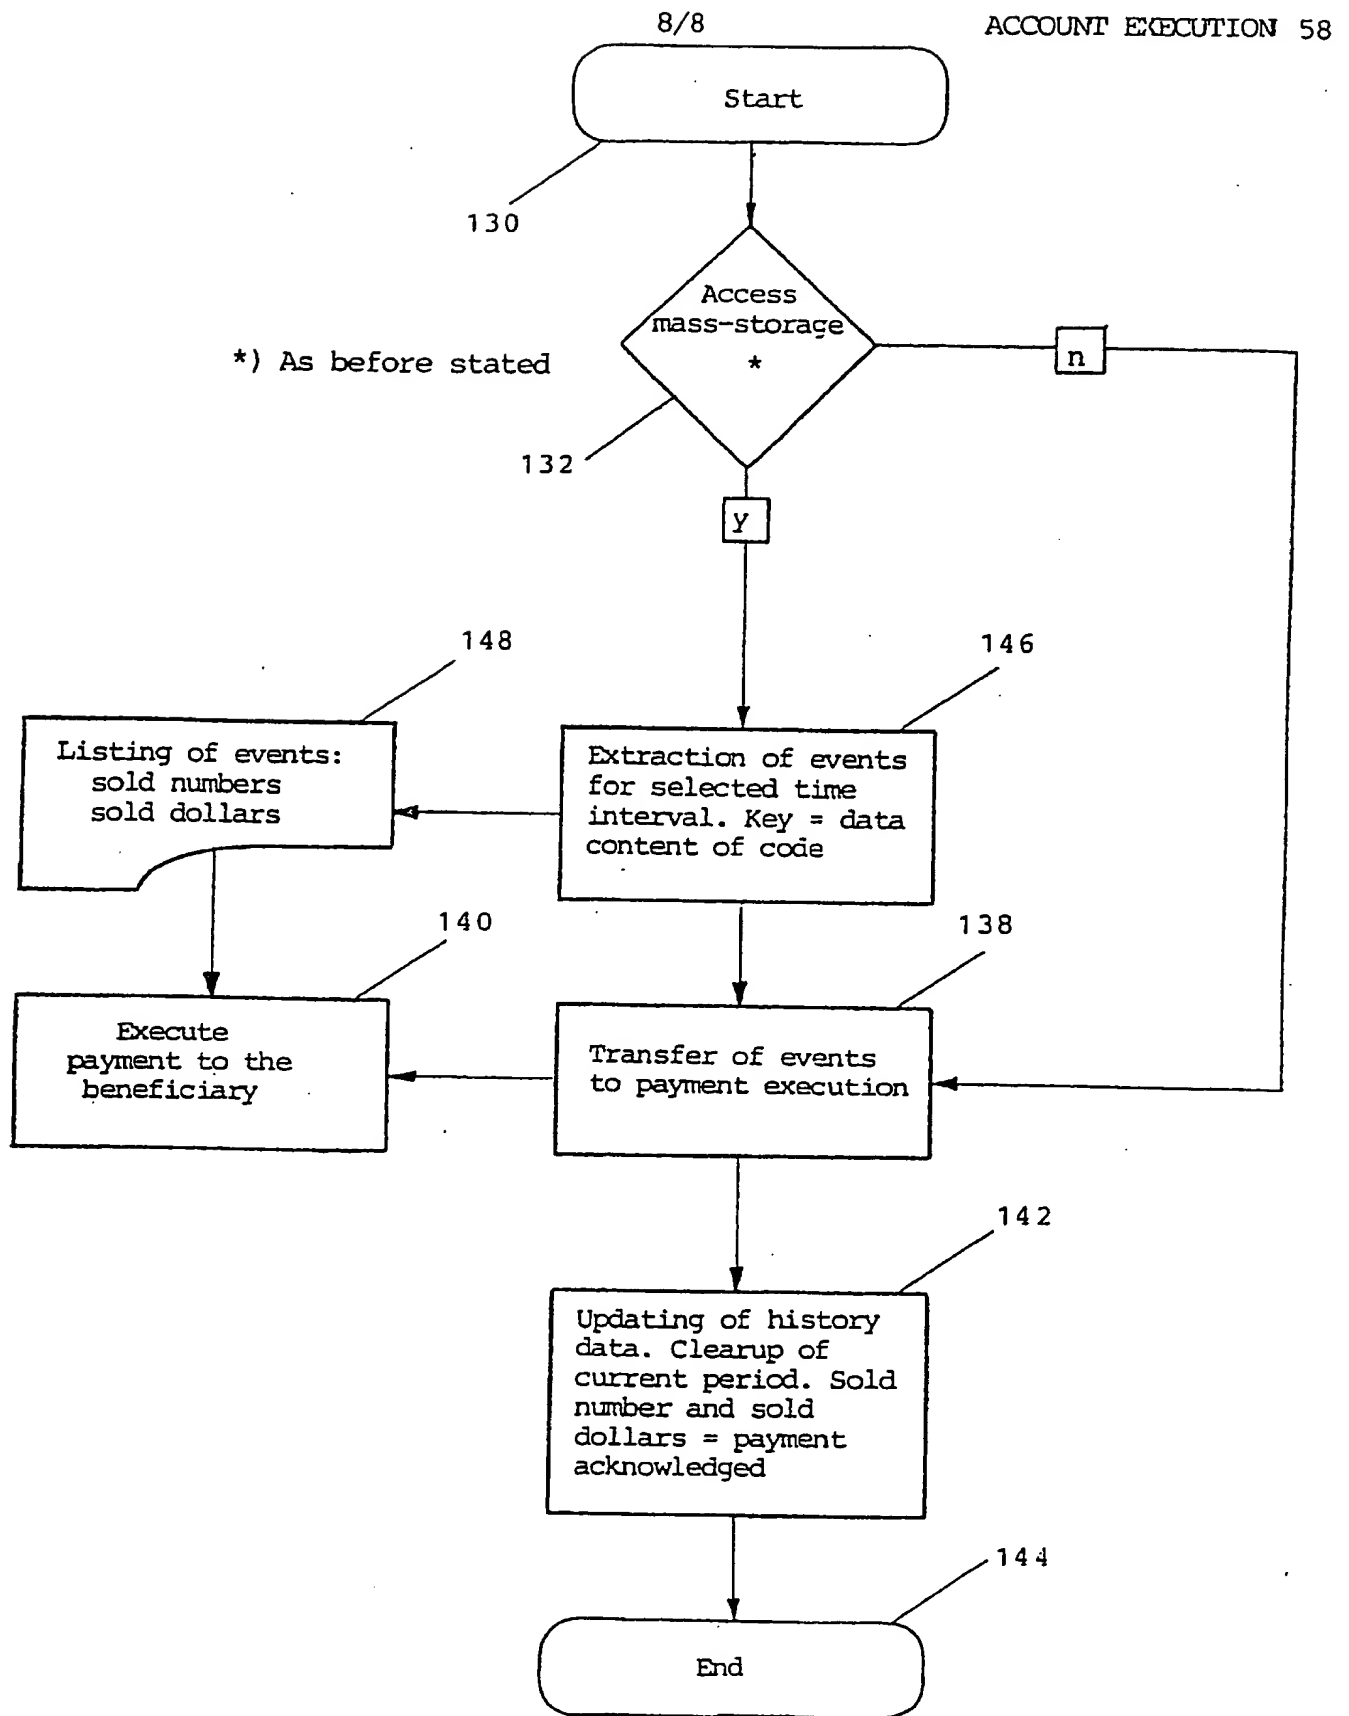 8/8
ACCOUNT EXECUTION 58
Start
130
Access
mass-storage
*
*) As before stated
n
132
y
148
146
Listing of events:
sold numbers
sold dollars
Extraction of events
for selected time
interval. Key = data
content of code
140
138
Execute
payment to the
beneficiary
Transfer of events
to payment execution
142
Updating of history
data. Clearup of
current period. Sold
number and sold
dollars = payment
acknowledged
144
End